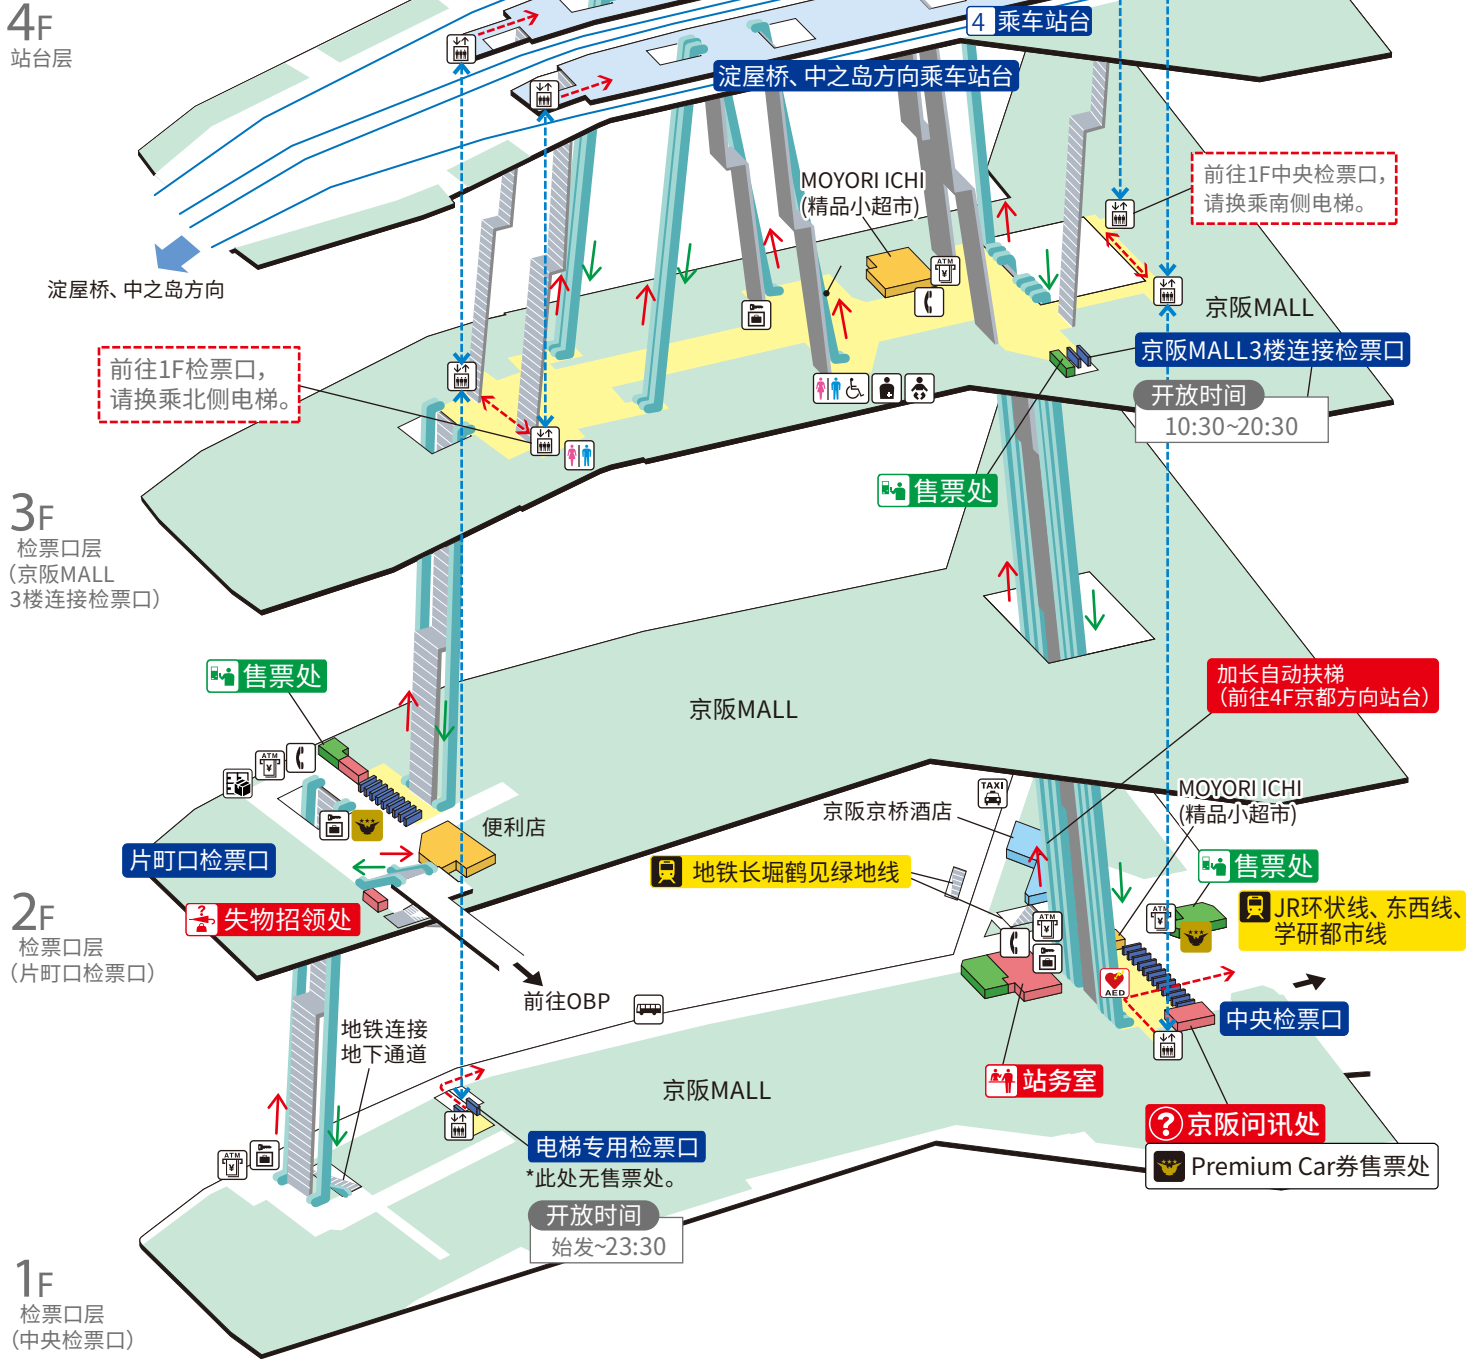 4F
站台层
4 乘车站台
淀屋桥、中之岛方向乘车站台
MOYORI ICHI
(精品小超市)
前往1F中央检票口，
请换乘南侧电梯。
淀屋桥、中之岛方向
ATM
京阪MALL
京阪MALL3楼连接检票口
开放时间
10:30~20:30
前往1F检票口，
请换乘北侧电梯。
售票处
3F
检票口层
（京阪MALL
3楼连接检票口）
售票处
京阪MALL
加长自动扶梯
（前往4F京都方向站台）
ATM
TAXI
京阪京桥酒店
MOYORI ICHI
(精品小超市)
便利店
片町口检票口
地铁长堀鹤见绿地线
售票处
失物招领处
ATM
ATM
JR环状线、东西线、
学研都市线
2F
检票口层
（片町口检票口）
前往OBP
AED
中央检票口
地铁连接
地下通道
京阪MALL
站务室
电梯专用检票口
*此处无售票处。
?京阪问讯处
Premium Car券售票处
ATM
开放时间
始发~23:30
1F
检票口层
（中央检票口）